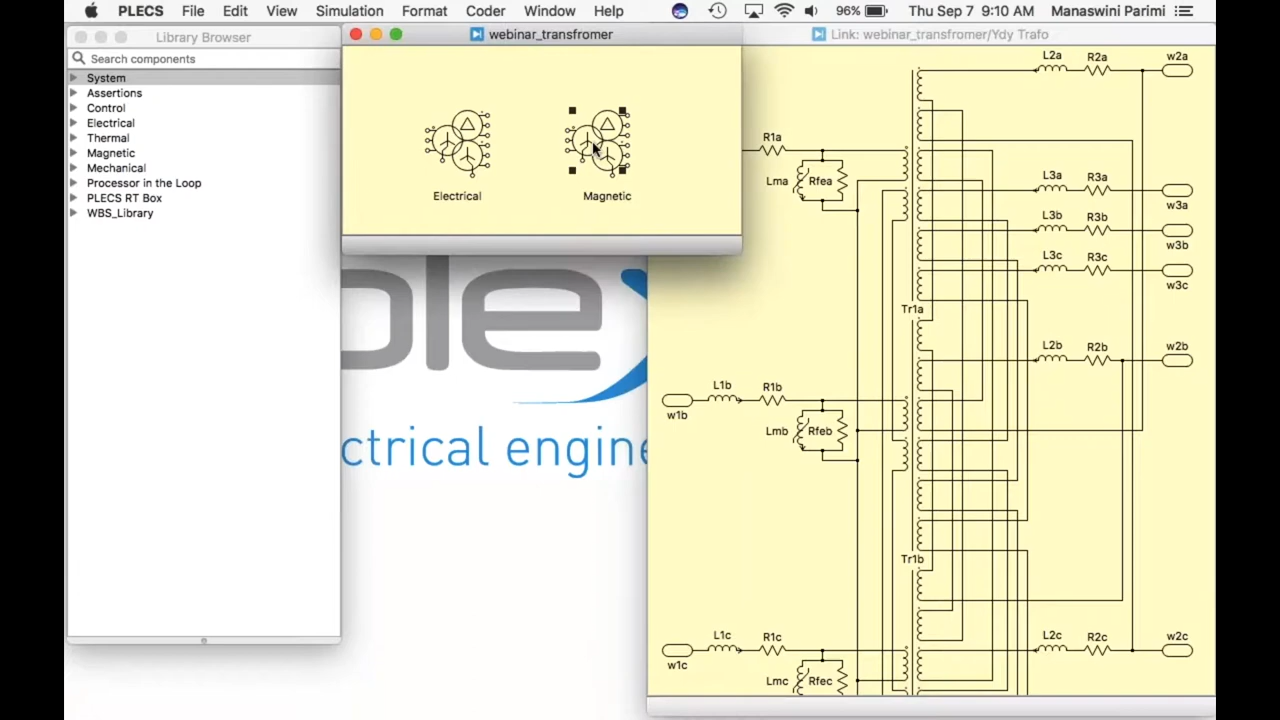 PLECS File Edit View Simulation Format Coder Window Help 96% Thu Sep 7 9:10 AM Manaswini Parimi
Library Browser
Search components
System
Assertions
Control
Electrical
Thermal
Magnetic
Mechanical
Processor in the Loop
PLECS RT Box
WBS_Library
webinar_transfromer
Electrical
Magnetic
ple
ctrical engine
Link: webinar_transfromer/Ydy Trafo
L2a R2a w2a
R1a
Lma Rfea
L3a R3a w3a
L3b R3b w3b
L3c R3c w3c
Tr1a
L2b R2b w2b
w1b L1b R1b
Lmb Rfeb
Tr1b
L2c R2c w2c
w1c L1c R1c
Lmc Rfec